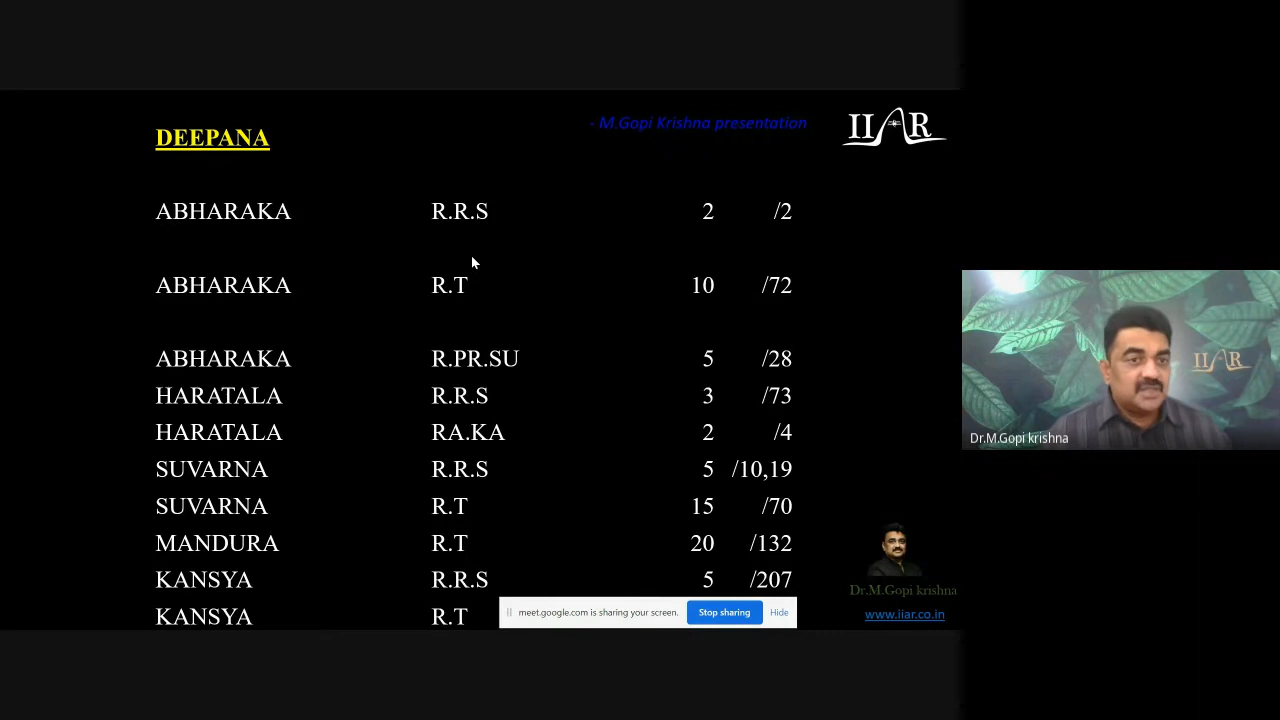 - M.Gopi Krishna presentation
IIAR
DEEPANA
ABHARAKA R.R.S 2 /2
ABHARAKA R.T 10 /72
ABHARAKA R.PR.SU 5 /28
HARATALA R.R.S 3 /73
HARATALA RA.KA 2 /4
SUVARNA R.R.S 5 /10,19
SUVARNA R.T 15 /70
MANDURA R.T 20 /132
KANSYA R.R.S 5 /207
KANSYA R.T
meet.google.com is sharing your screen. Stop sharing Hide
Dr.M.Gopi krishna
www.iiar.co.in
IIAR
Dr.M.Gopi krishna